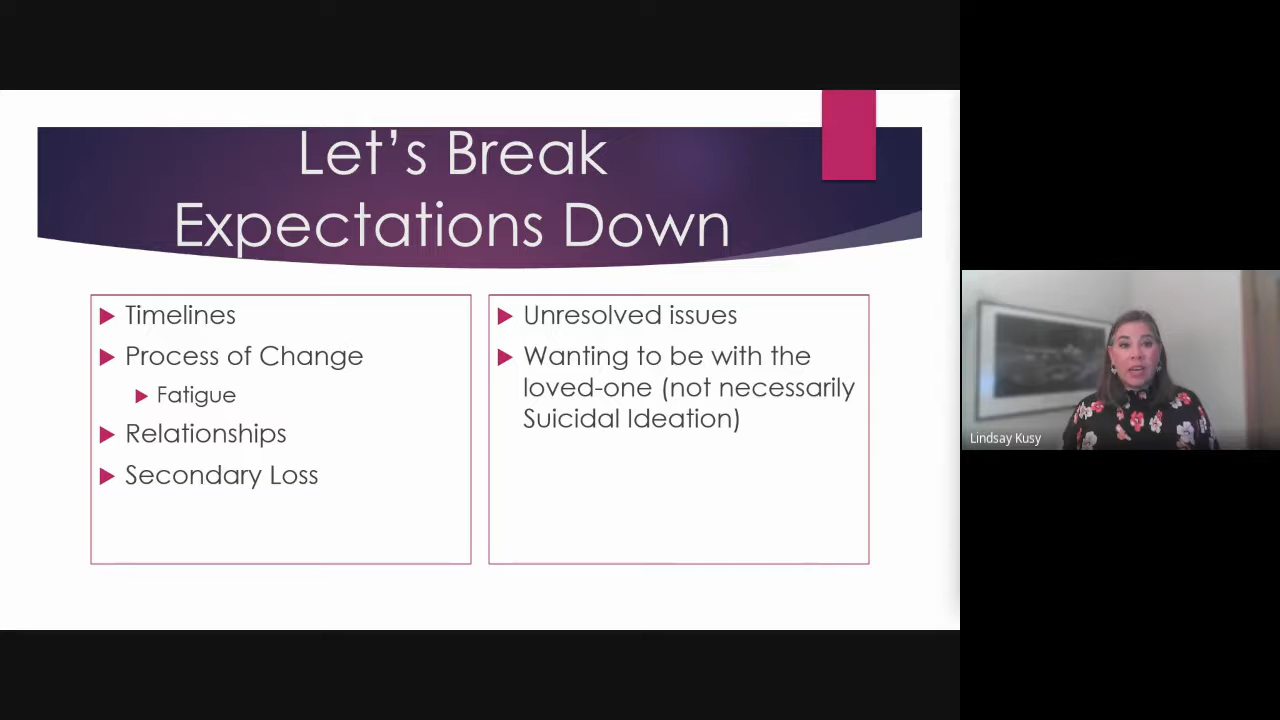 Let’s Break
Expectations Down
Timelines
Process of Change
Fatigue
Relationships
Secondary Loss
Unresolved issues
Wanting to be with the
loved-one (not necessarily
Suicidal Ideation)
Lindsay Kusy